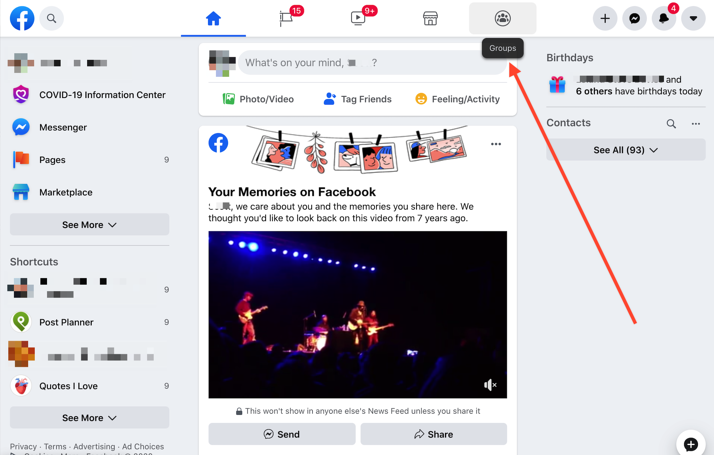 15
9+
4
Groups
What's on your mind, ?
Photo/Video
Tag Friends
Feeling/Activity
COVID-19 Information Center
Messenger
Pages 9
Marketplace
See More
Shortcuts
9
Post Planner 9
Quotes I Love 9
See More
Privacy · Terms · Advertising · Ad Choices
Your Memories on Facebook
, we care about you and the memories you share here. We
thought you'd like to look back on this video from 7 years ago.
This won't show in anyone else's News Feed unless you share it
Send
Share
Birthdays
and
6 others have birthdays today
Contacts
See All (93)